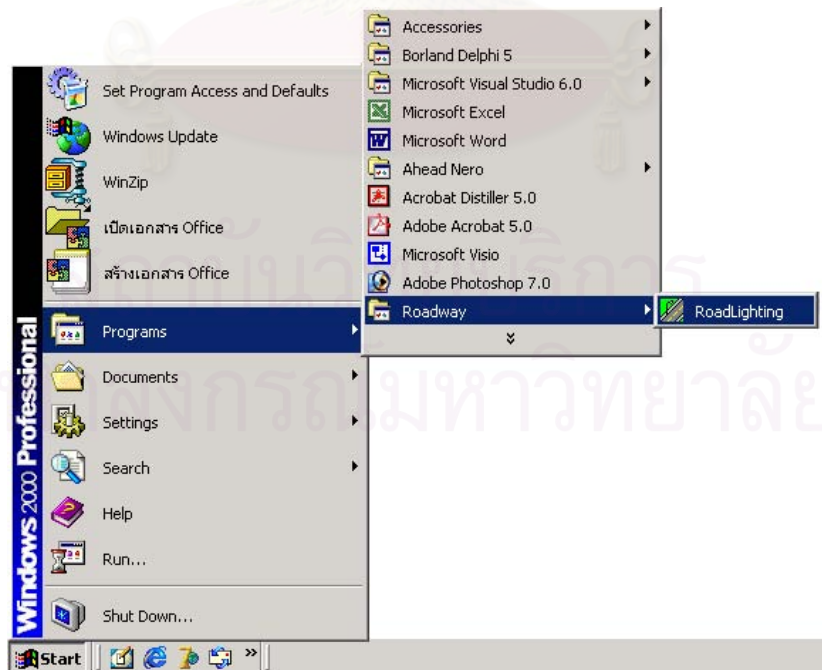 Set Program Access and Defaults
Windows Update
WinZip
เปิดเอกสาร Office
สร้างเอกสาร Office
Programs
Documents
Settings
Search
Help
Run...
Shut Down...
Windows 2000 Professional
Start
Accessories
Borland Delphi 5
Microsoft Visual Studio 6.0
Microsoft Excel
Microsoft Word
Ahead Nero
Acrobat Distiller 5.0
Adobe Acrobat 5.0
Microsoft Visio
Adobe Photoshop 7.0
Roadway
RoadLighting